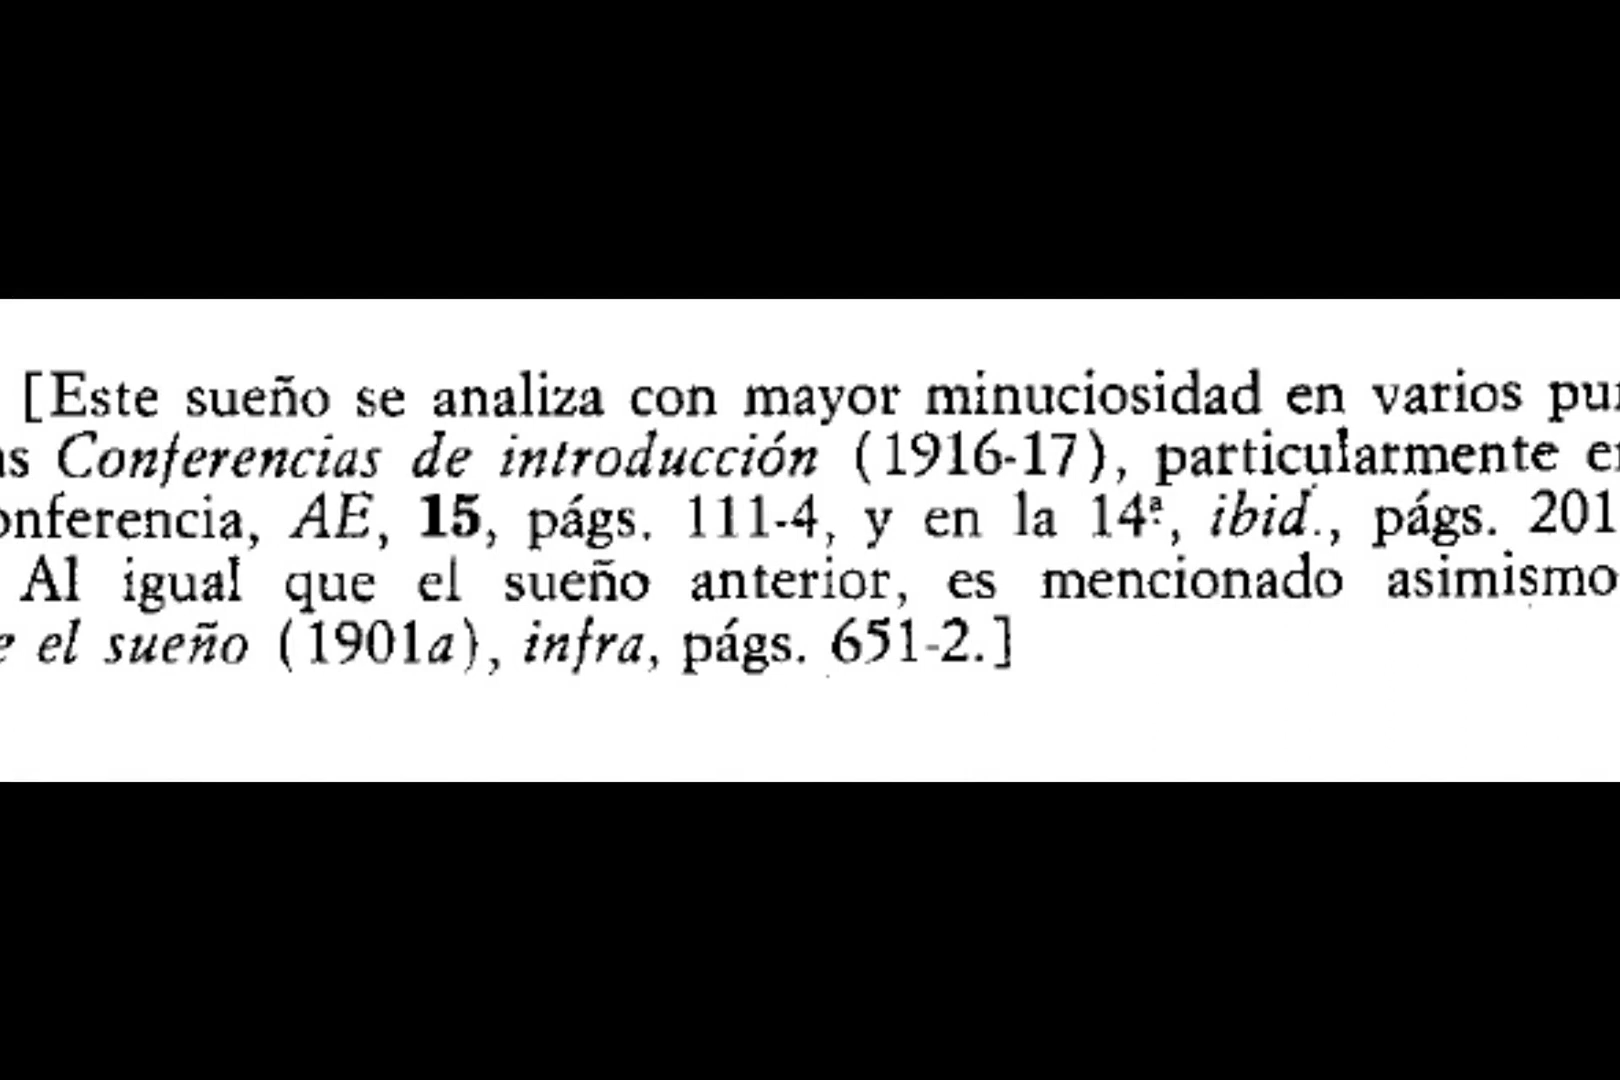 [Este sueño se analiza con mayor minuciosidad en varios
Conferencias de introducción (1916-17), particularmente
AE, 15, págs. 111-4, y en la 14ª, ibid., págs. 201
Al igual que el sueño anterior, es mencionado asimismo
el sueño (1901a), infra, págs. 651-2.]